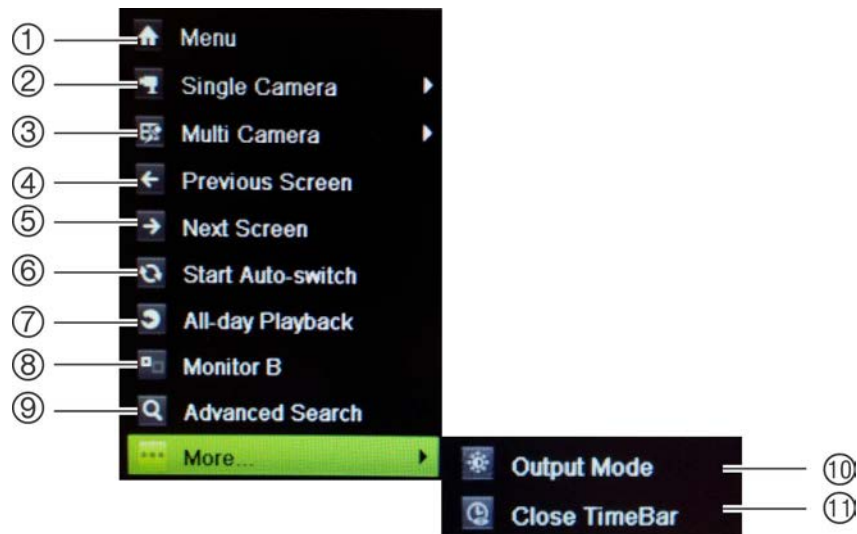 ① Menu
② Single Camera
③ Multi Camera
④ Previous Screen
⑤ Next Screen
⑥ Start Auto-switch
⑦ All-day Playback
⑧ Monitor B
⑨ Advanced Search
More...
Output Mode ⑩
Close TimeBar ⑪